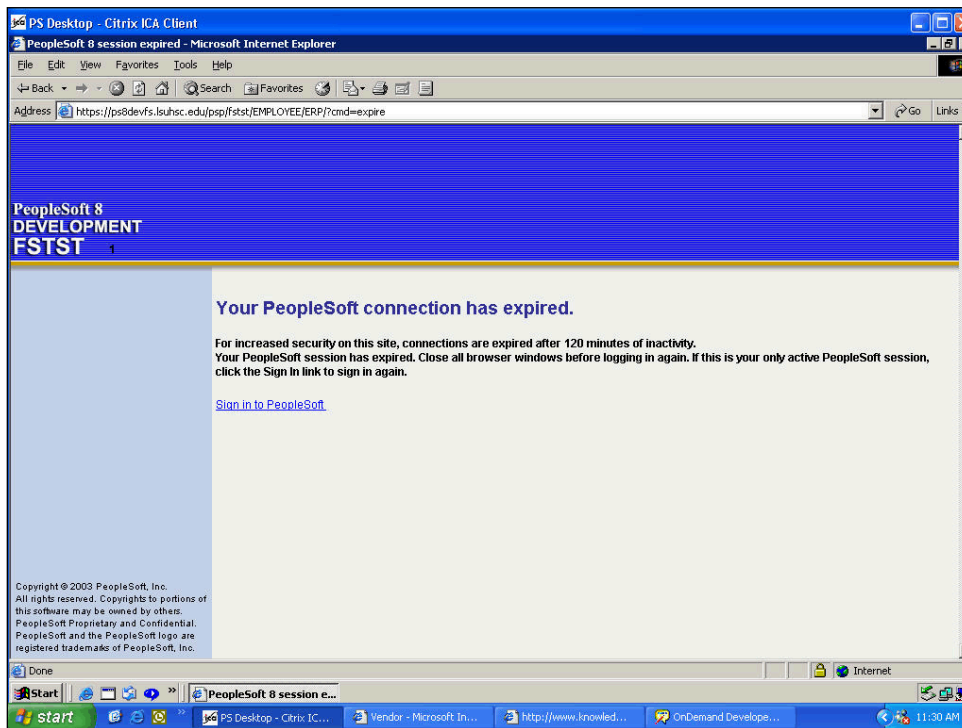 PS Desktop - Citrix ICA Client
PeopleSoft 8 session expired - Microsoft Internet Explorer
File Edit View Favorites Tools Help
Back Search Favorites
Address https://ps8devfs.lsuhsc.edu/psp/fstst/EMPLOYEE/ERP/?cmd=expire Go Links
PeopleSoft 8
DEVELOPMENT
FSTST 1
Your PeopleSoft connection has expired.
For increased security on this site, connections are expired after 120 minutes of inactivity.
Your PeopleSoft session has expired. Close all browser windows before logging in again. If this is your only active PeopleSoft session,
click the Sign In link to sign in again.
Sign in to PeopleSoft
Copyright © 2003 PeopleSoft, Inc.
All rights reserved. Copyrights to portions of
this software may be owned by others.
PeopleSoft Proprietary and Confidential.
PeopleSoft and the PeopleSoft logo are
registered trademarks of PeopleSoft, Inc.
Done Internet
Start » PeopleSoft 8 session e...
start » PS Desktop - Citrix IC... Vendor - Microsoft In... http://www.knowled... OnDemand Develope... 11:30 AM